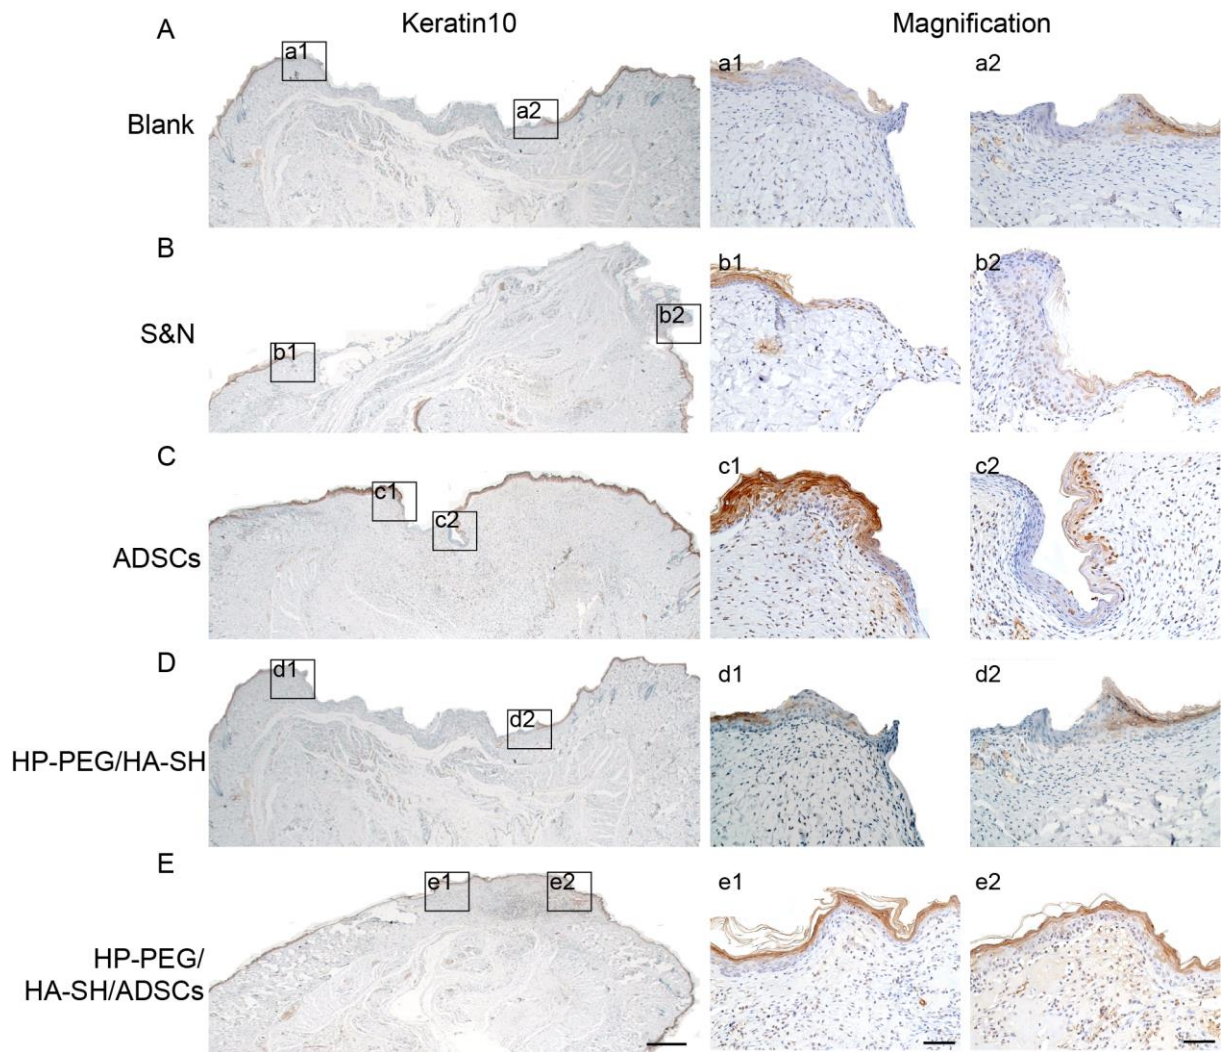 A Keratin10 Magnification
a1 a1 a2
a2
Blank
B
b1 b2
b2
S&N
b1
C
c1 c2
c1
c2
ADSCs
D
d1 d1 d2
d2
HP-PEG/HA-SH
E
e1 e2 e1 e2
HP-PEG/
HA-SH/ADSCs